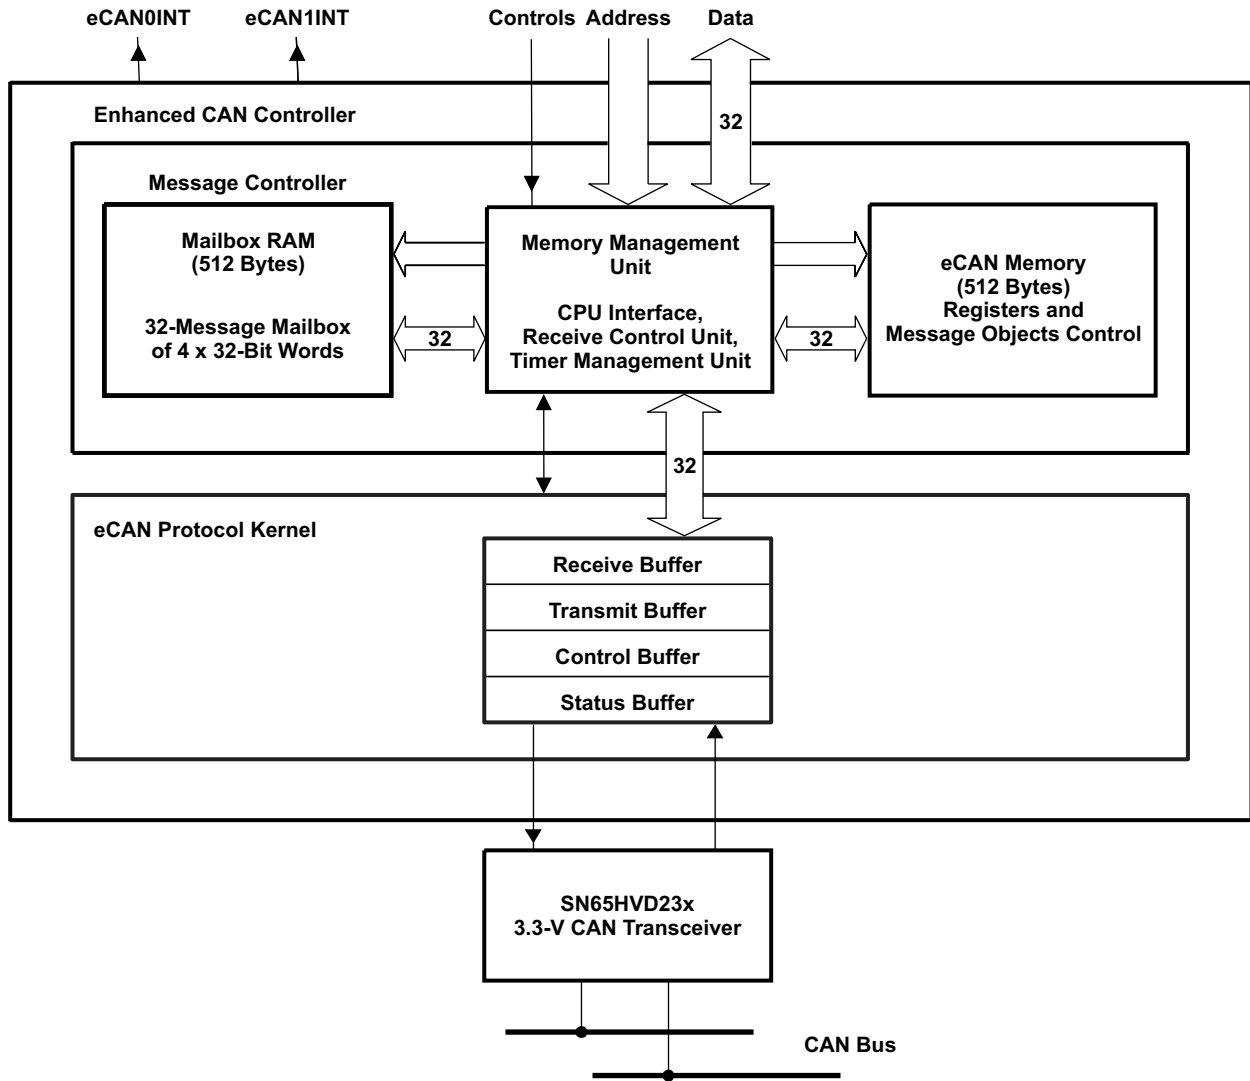 eCAN0INT eCAN1INT Controls Address Data
32
Enhanced CAN Controller
Message Controller
Mailbox RAM
(512 Bytes)
32-Message Mailbox
of 4 x 32-Bit Words
32
Memory Management
Unit
CPU Interface,
Receive Control Unit,
Timer Management Unit
32
eCAN Memory
(512 Bytes)
Registers and
Message Objects Control
32
eCAN Protocol Kernel
Receive Buffer
Transmit Buffer
Control Buffer
Status Buffer
SN65HVD23x
3.3-V CAN Transceiver
CAN Bus